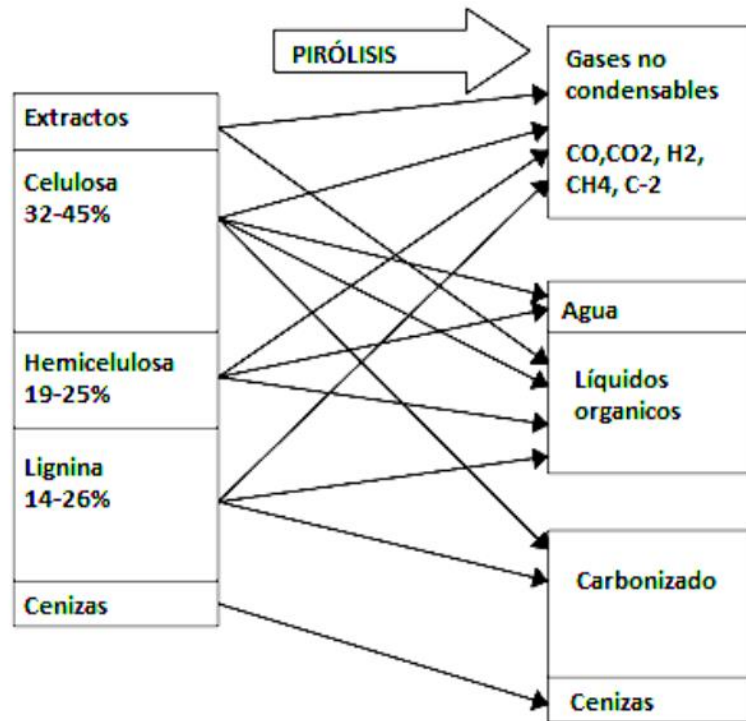 PIRÓLISIS
Extractos
Celulosa
32-45%
Hemicelulosa
19-25%
Lignina
14-26%
Cenizas
Gases no
condensables
CO,CO2, H2,
CH4, C-2
Agua
Líquidos
organicos
Carbonizado
Cenizas